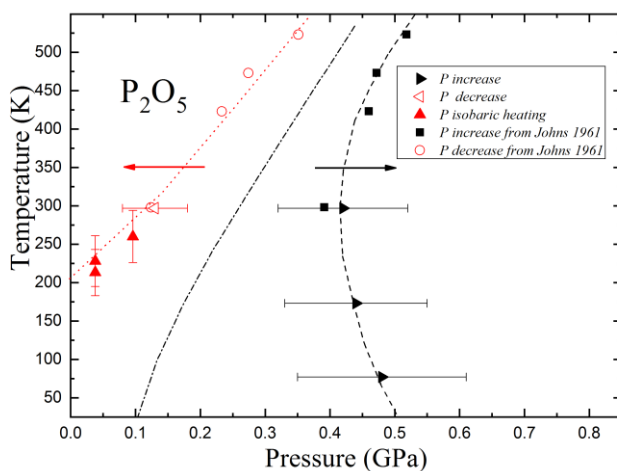 P₂O₅
P increase
P decrease
P isobaric heating
P increase from Johns 1961
P decrease from Johns 1961
Temperature (K)
500
450
400
350
300
250
200
150
100
50
0.0 0.1 0.2 0.3 0.4 0.5 0.6 0.7 0.8
Pressure (GPa)